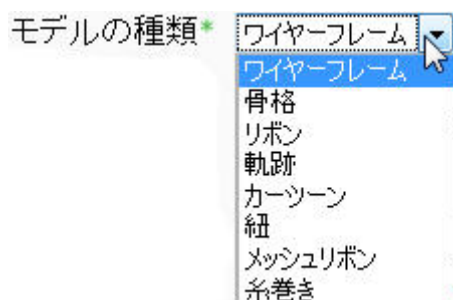 モデルの種類* ワイヤーフレーム
ワイヤーフレーム
骨格
リボン
軌跡
カーツーン
紐
メッシュリボン
糸巻き